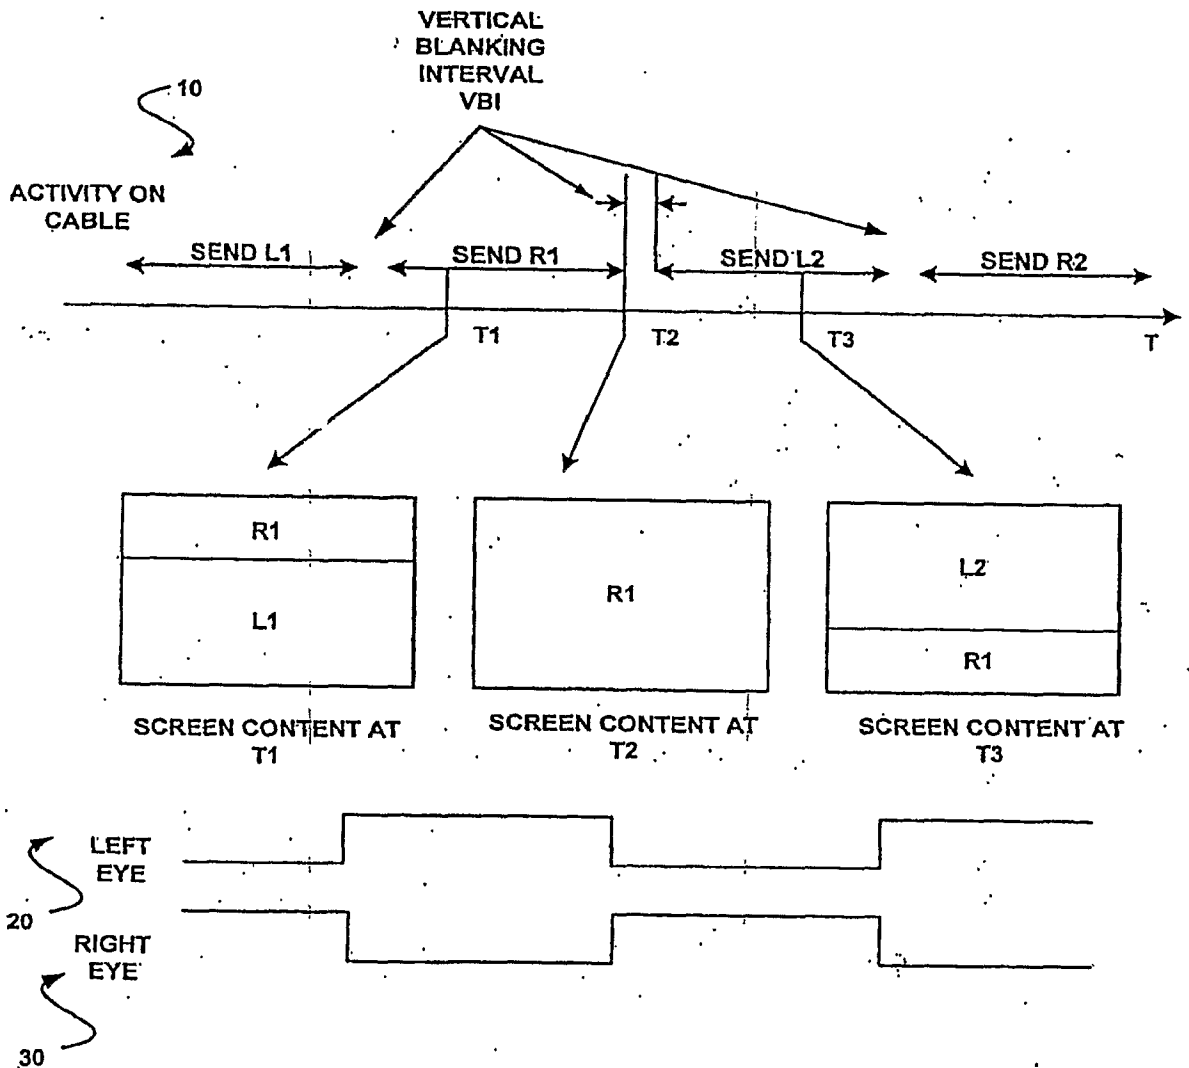 VERTICAL
BLANKING
INTERVAL
VBI
10
ACTIVITY ON
CABLE
SEND L1
SEND R1
SEND L2
SEND R2
T1
T2
T3
T
R1
L1
R1
L2
R1
SCREEN CONTENT AT
T1
SCREEN CONTENT AT
T2
SCREEN CONTENT AT
T3
LEFT
EYE
20
RIGHT
EYE
30